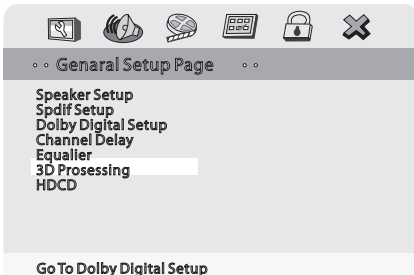 Genaral Setup Page
Speaker Setup
Spdif Setup
Dolby Digital Setup
Channel Delay
Equalier
3D Prosessing
HDCD
Go To Dolby Digital Setup